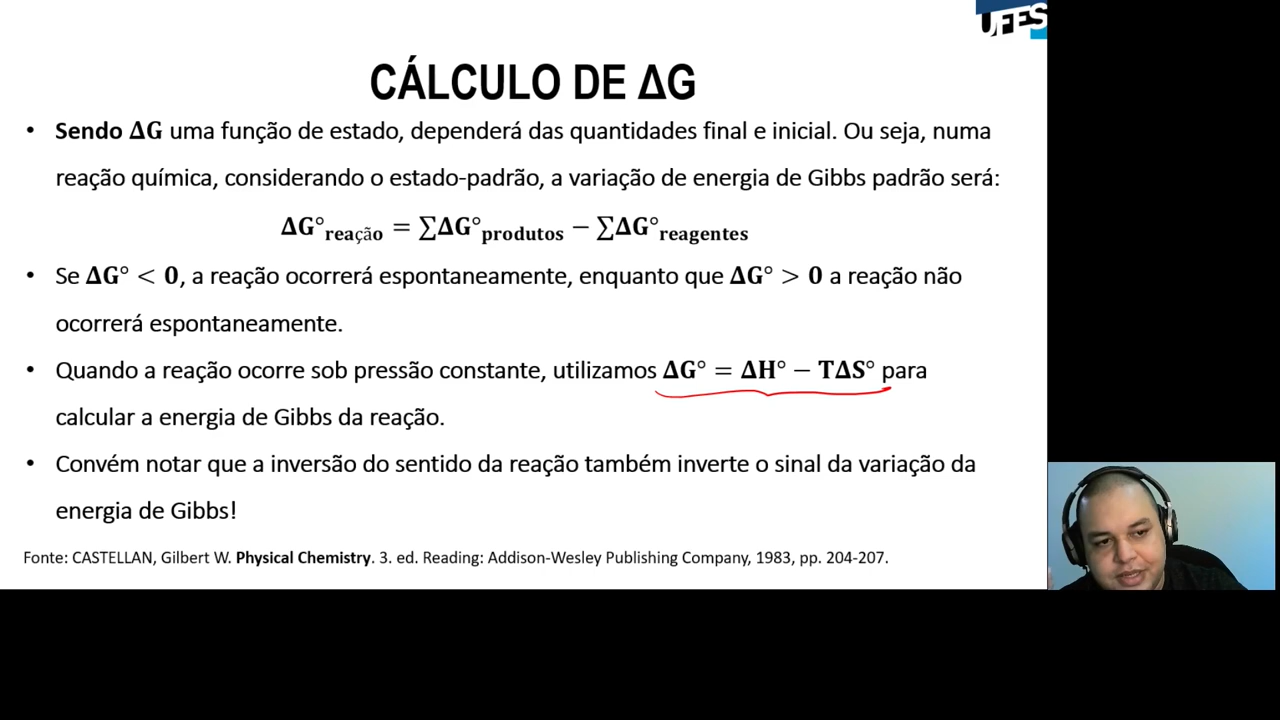 UFES
CÁLCULO DE ΔG
• Sendo ΔG uma função de estado, dependerá das quantidades final e inicial. Ou seja, numa
reação química, considerando o estado-padrão, a variação de energia de Gibbs padrão será:
ΔG°reação = ∑ΔG°produtos − ∑ΔG°reagentes
• Se ΔG° < 0, a reação ocorrerá espontaneamente, enquanto que ΔG° > 0 a reação não
ocorrerá espontaneamente.
• Quando a reação ocorre sob pressão constante, utilizamos ΔG° = ΔH° − TΔS° para
calcular a energia de Gibbs da reação.
• Convém notar que a inversão do sentido da reação também inverte o sinal da variação da
energia de Gibbs!
Fonte: CASTELLAN, Gilbert W. Physical Chemistry. 3. ed. Reading: Addison-Wesley Publishing Company, 1983, pp. 204-207.